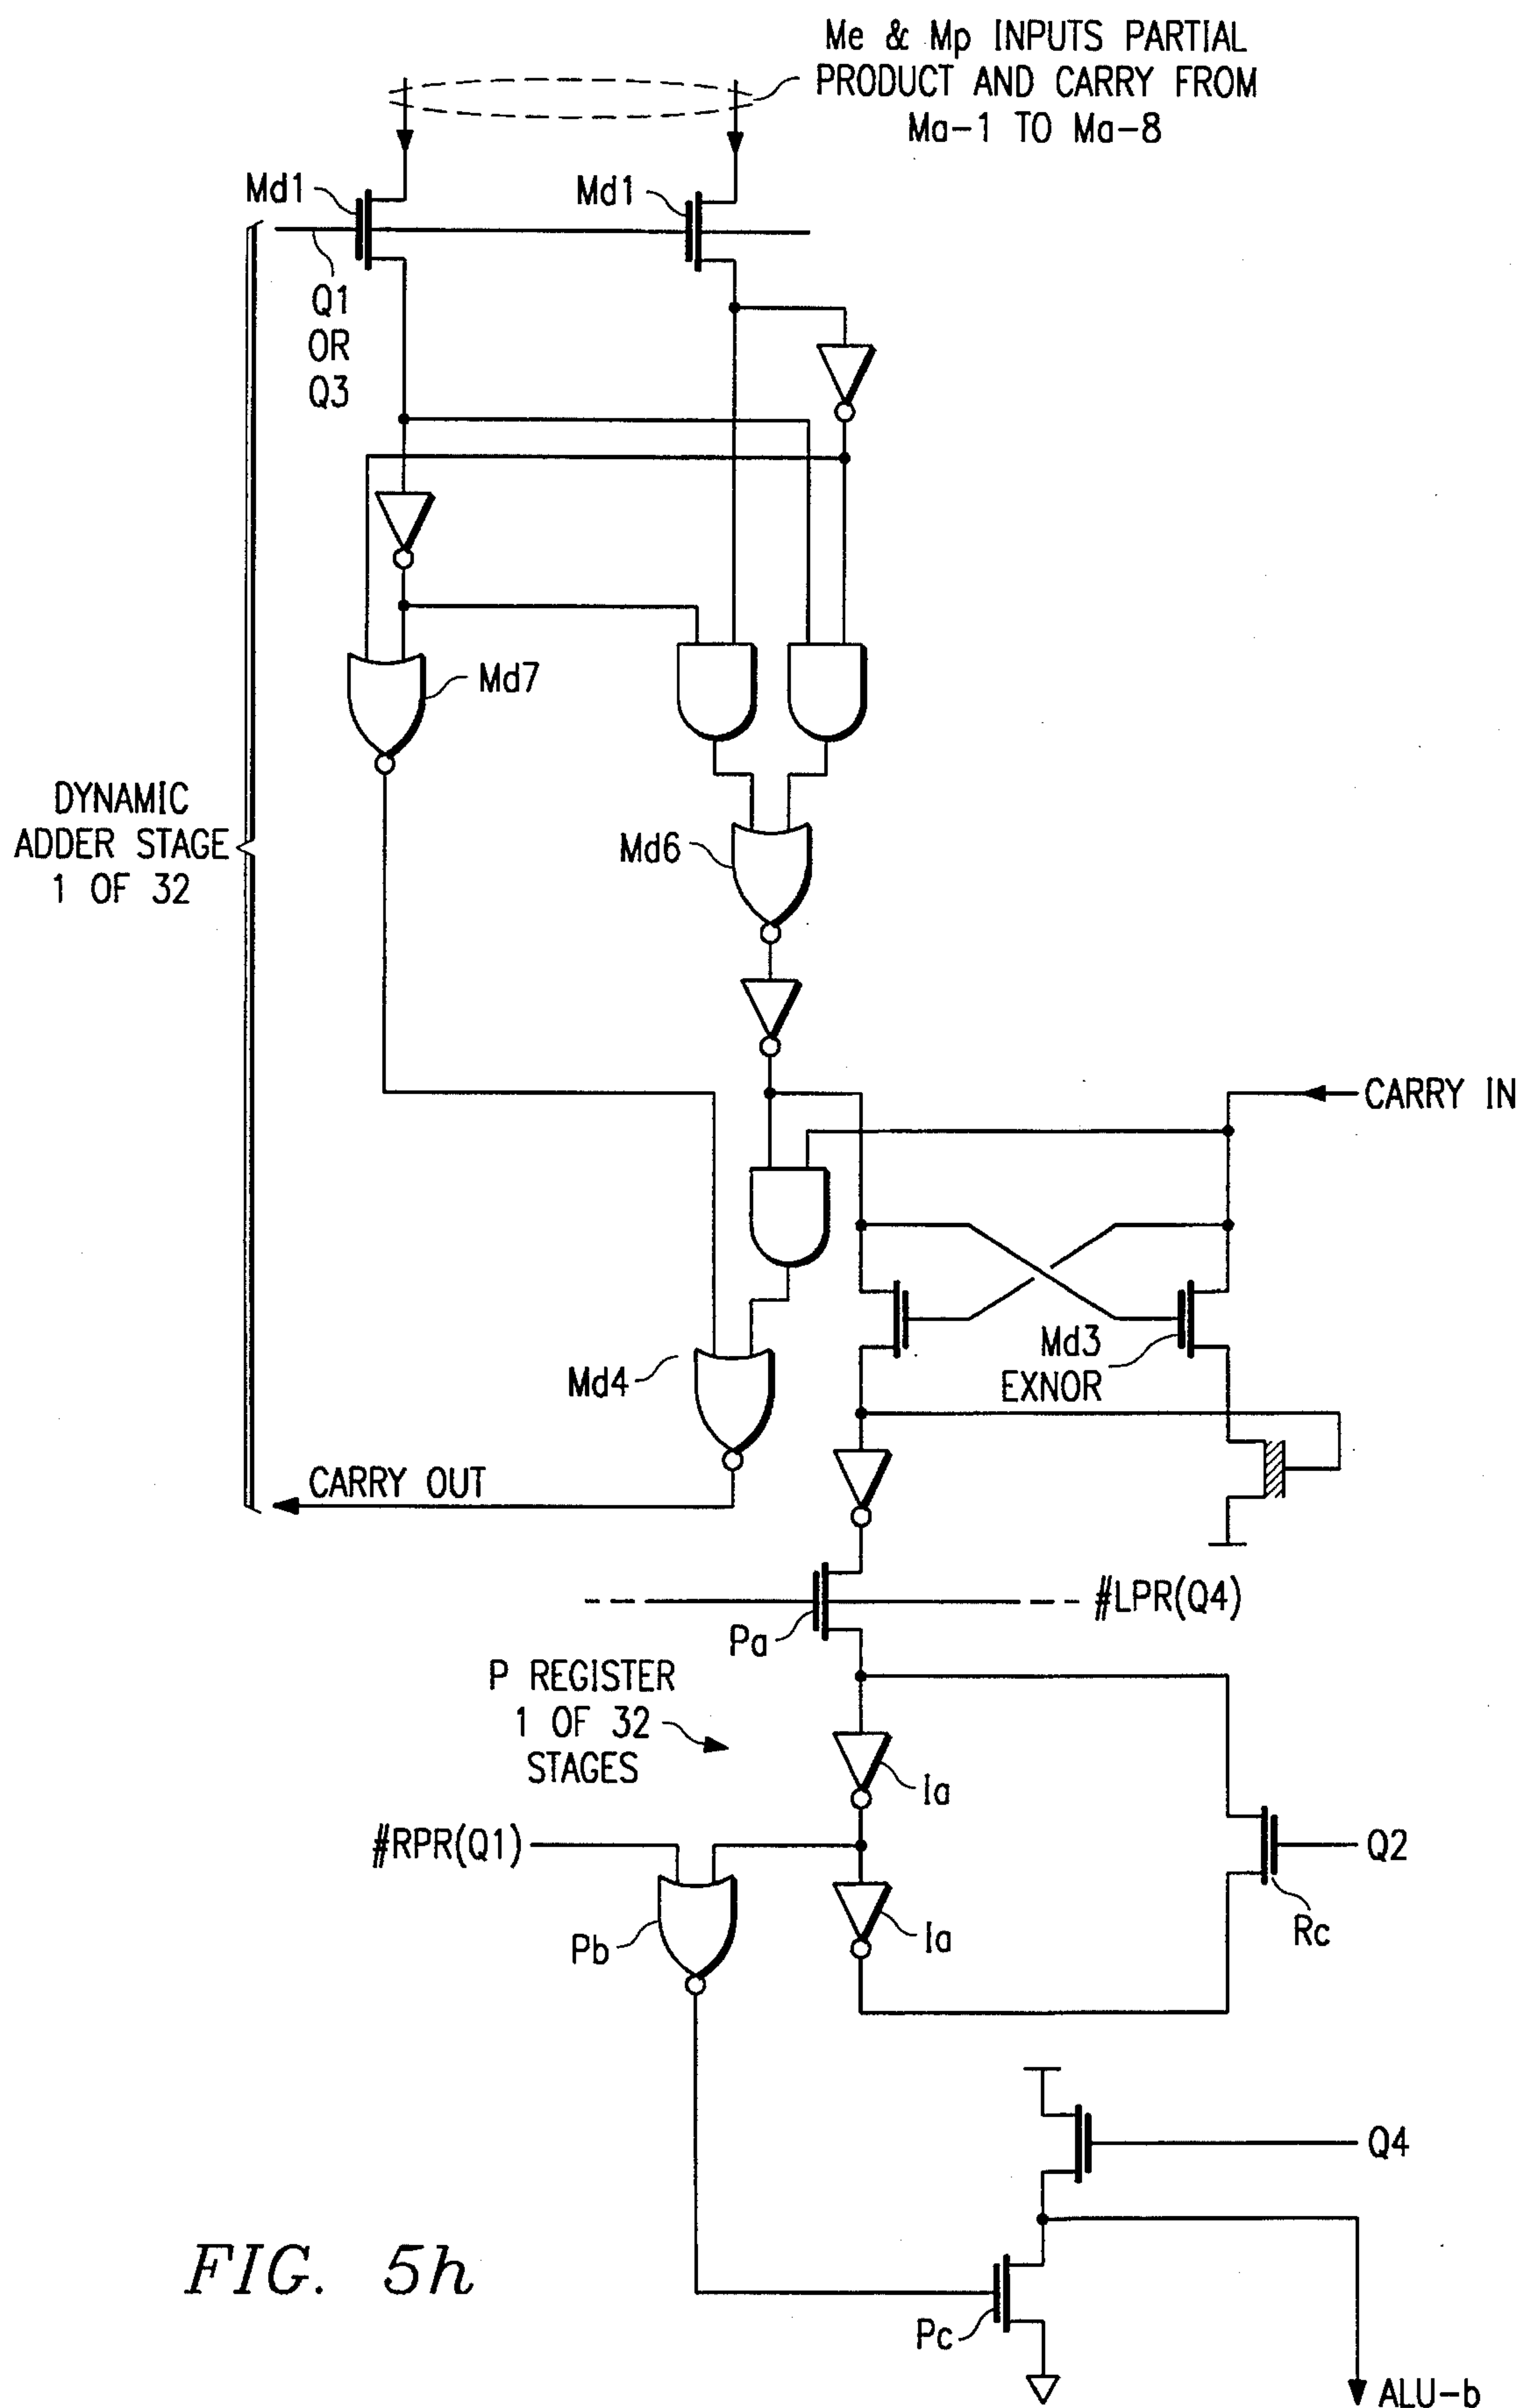 Me & Mp INPUTS PARTIAL
PRODUCT AND CARRY FROM
Ma-1 TO Ma-8
Md1
Md1
Q1
OR
Q3
Md7
DYNAMIC
ADDER STAGE
1 OF 32
Md6
CARRY IN
Md3
EXNOR
Md4
CARRY OUT
#LPR(Q4)
Pa
P REGISTER
1 OF 32
STAGES
Ia
#RPR(Q1)
Q2
Rc
Pb
Ia
Q4
FIG. 5h
Pc
ALU-b